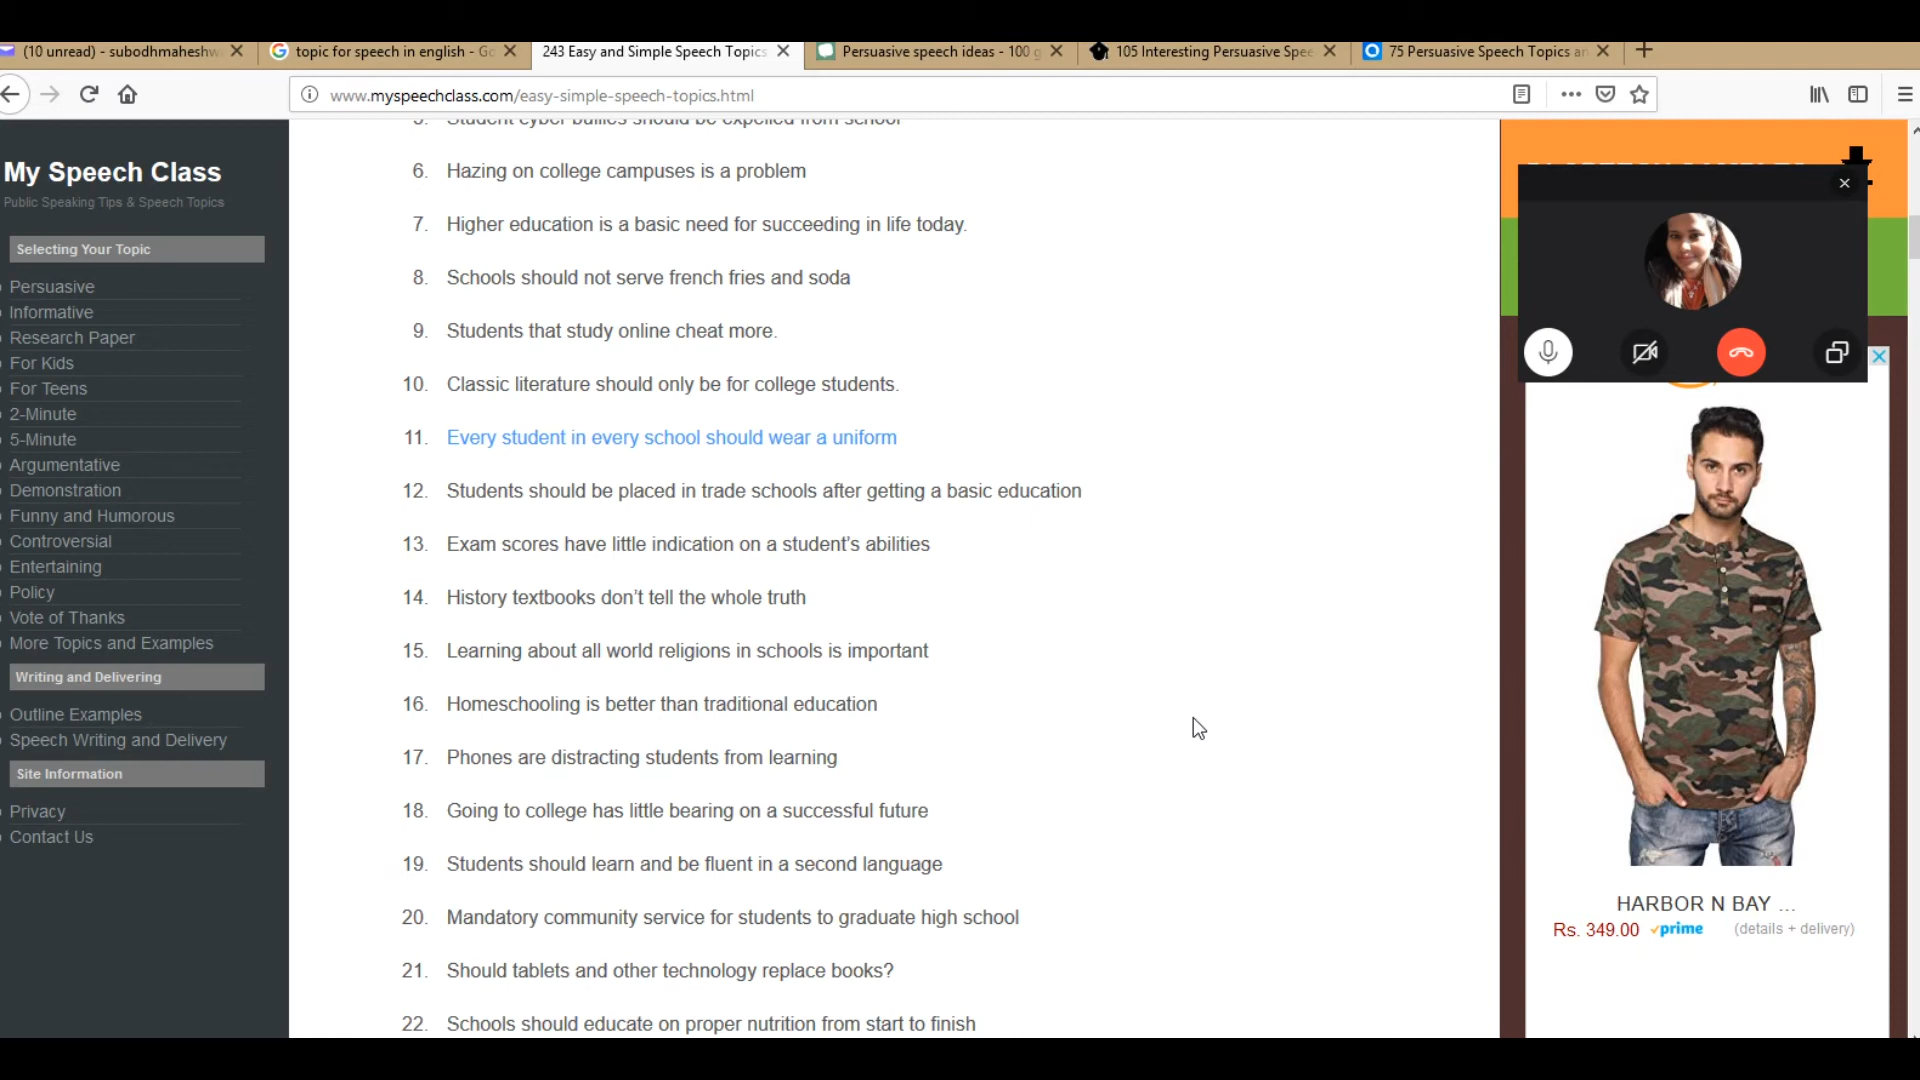 (10 unread) - subodhmaheshw
topic for speech in english - Go
243 Easy and Simple Speech Topics
Persuasive speech ideas - 100 g
105 Interesting Persuasive Spee
75 Persuasive Speech Topics an
www.myspeechclass.com/easy-simple-speech-topics.html
My Speech Class
Public Speaking Tips & Speech Topics
Selecting Your Topic
Persuasive
Informative
Research Paper
For Kids
For Teens
2-Minute
5-Minute
Argumentative
Demonstration
Funny and Humorous
Controversial
Entertaining
Policy
Vote of Thanks
More Topics and Examples
Writing and Delivering
Outline Examples
Speech Writing and Delivery
Site Information
Privacy
Contact Us
5. Student cyber bullies should be expelled from school
6. Hazing on college campuses is a problem
7. Higher education is a basic need for succeeding in life today.
8. Schools should not serve french fries and soda
9. Students that study online cheat more.
10. Classic literature should only be for college students.
11. Every student in every school should wear a uniform
12. Students should be placed in trade schools after getting a basic education
13. Exam scores have little indication on a student’s abilities
14. History textbooks don’t tell the whole truth
15. Learning about all world religions in schools is important
16. Homeschooling is better than traditional education
17. Phones are distracting students from learning
18. Going to college has little bearing on a successful future
19. Students should learn and be fluent in a second language
20. Mandatory community service for students to graduate high school
21. Should tablets and other technology replace books?
22. Schools should educate on proper nutrition from start to finish
HARBOR N BAY ...
Rs. 349.00 prime (details + delivery)